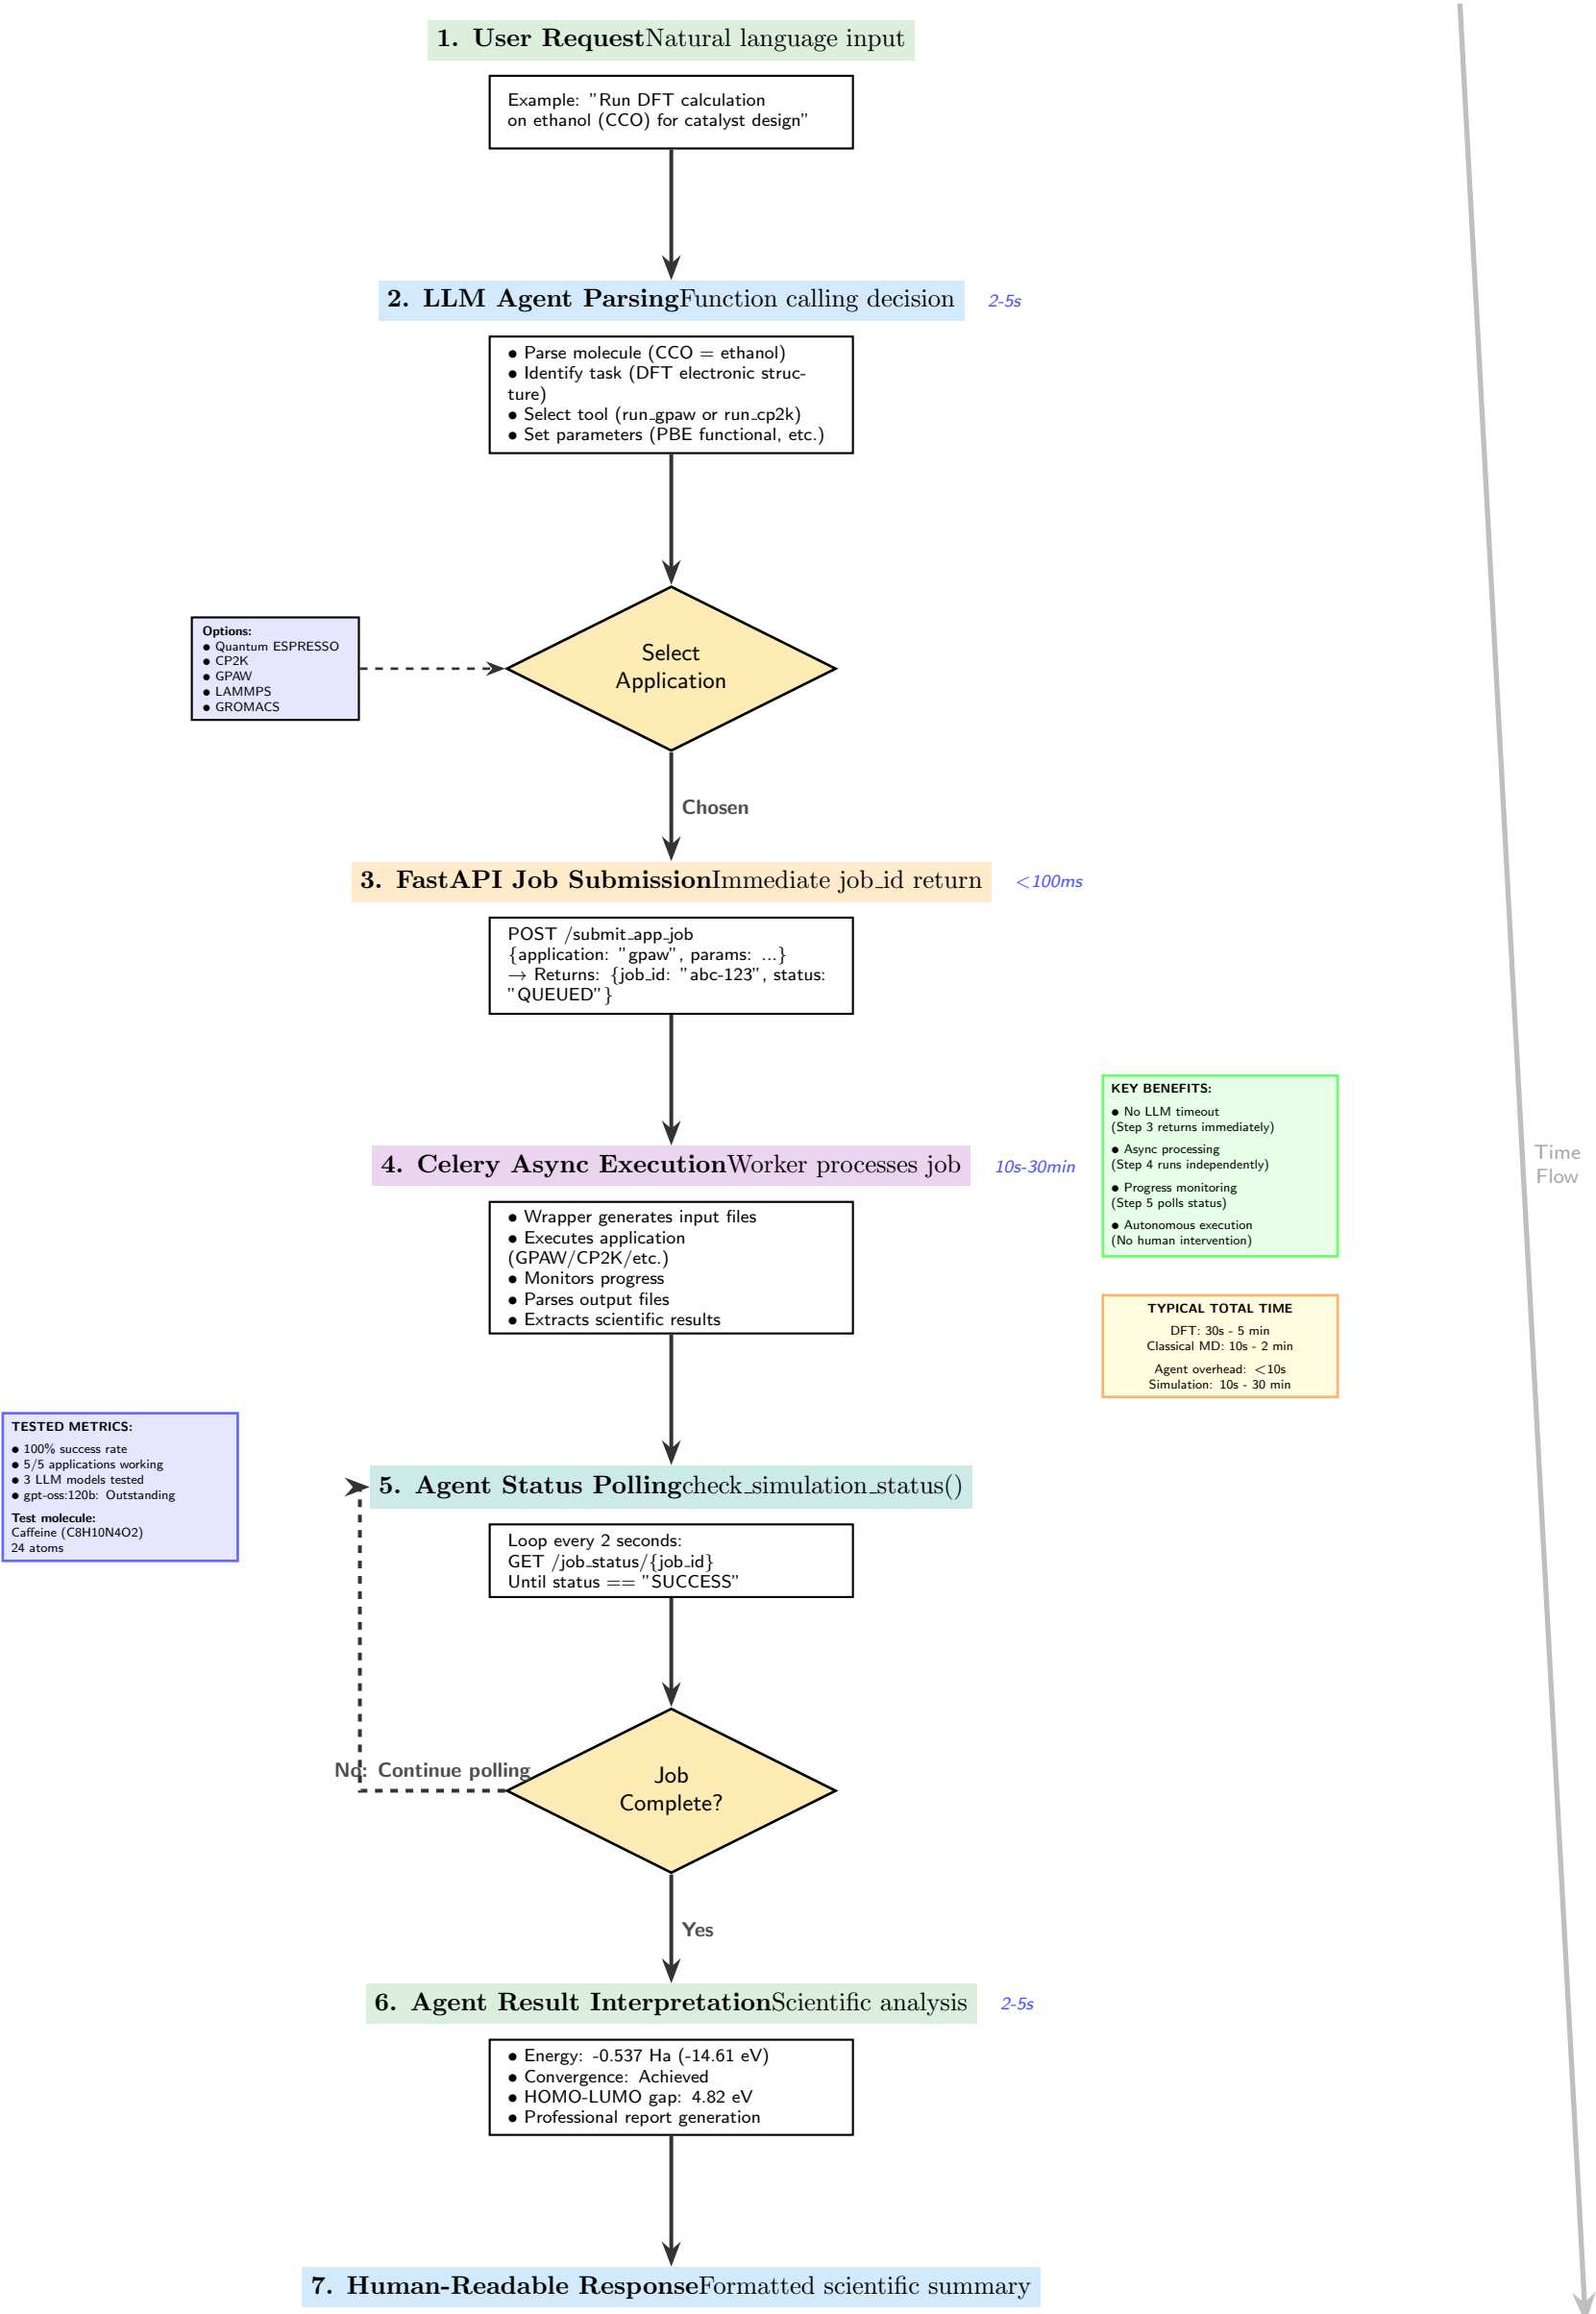 1. User RequestNatural language input
Example: "Run DFT calculation
on ethanol (CCO) for catalyst design"
2. LLM Agent ParsingFunction calling decision
2-5s
• Parse molecule (CCO = ethanol)
• Identify task (DFT electronic struc-
ture)
• Select tool (run_gpaw or run_cp2k)
• Set parameters (PBE functional, etc.)
Options:
• Quantum ESPRESSO
• CP2K
• GPAW
• LAMMPS
• GROMACS
Select
Application
Chosen
3. FastAPI Job SubmissionImmediate job_id return
<100ms
POST /submit_app_job
{application: "gpaw", params: ...}
→ Returns: {job_id: "abc-123", status:
"QUEUED"}
KEY BENEFITS:
• No LLM timeout
(Step 3 returns immediately)
• Async processing
(Step 4 runs independently)
• Progress monitoring
(Step 5 polls status)
• Autonomous execution
(No human intervention)
Time
Flow
4. Celery Async ExecutionWorker processes job
10s-30min
• Wrapper generates input files
• Executes application
(GPAW/CP2K/etc.)
• Monitors progress
• Parses output files
• Extracts scientific results
TYPICAL TOTAL TIME
DFT: 30s - 5 min
Classical MD: 10s - 2 min
Agent overhead: <10s
Simulation: 10s - 30 min
TESTED METRICS:
• 100% success rate
• 5/5 applications working
• 3 LLM models tested
• gpt-oss:120b: Outstanding
Test molecule:
Caffeine (C8H10N4O2)
24 atoms
5. Agent Status Pollingcheck_simulation_status()
Loop every 2 seconds:
GET /job_status/{job_id}
Until status == "SUCCESS"
No: Continue polling
Job
Complete?
Yes
6. Agent Result InterpretationScientific analysis
2-5s
• Energy: -0.537 Ha (-14.61 eV)
• Convergence: Achieved
• HOMO-LUMO gap: 4.82 eV
• Professional report generation
7. Human-Readable ResponseFormatted scientific summary